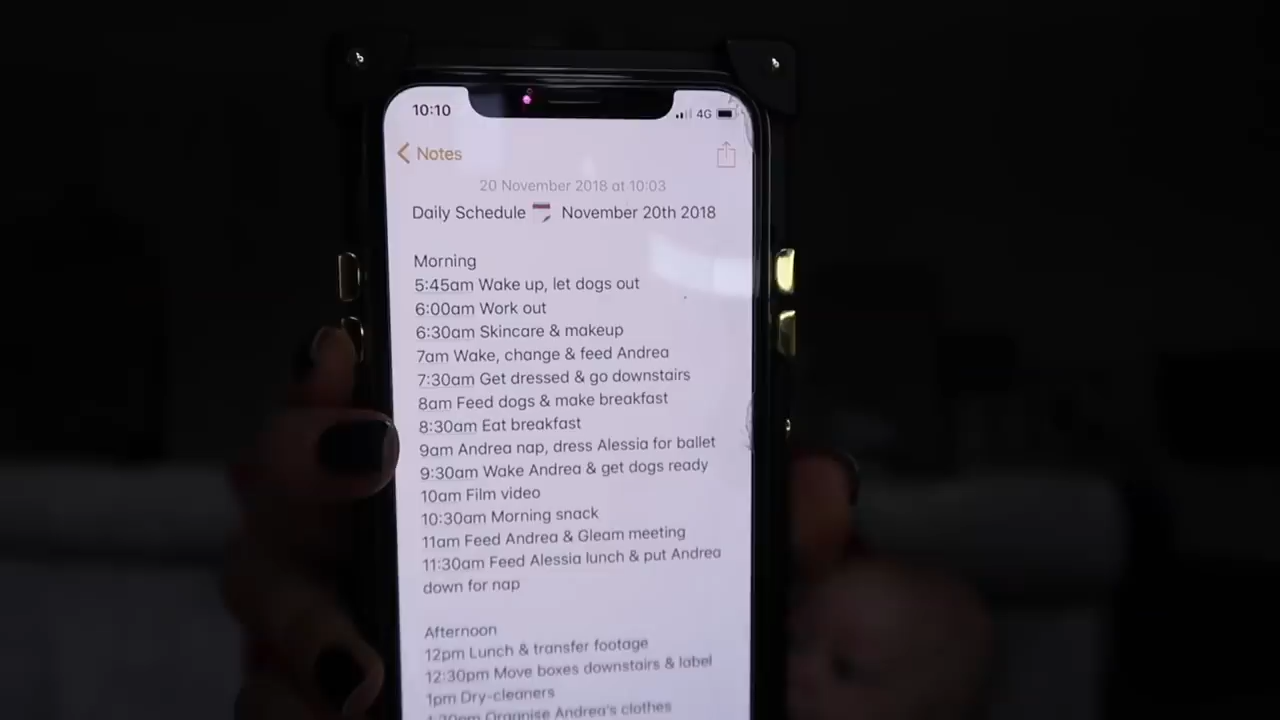 10:10
4G
Notes
20 November 2018 at 10:03
Daily Schedule November 20th 2018
Morning
5:45am Wake up, let dogs out
6:00am Work out
6:30am Skincare & makeup
7am Wake, change & feed Andrea
7:30am Get dressed & go downstairs
8am Feed dogs & make breakfast
8:30am Eat breakfast
9am Andrea nap, dress Alessia for ballet
9:30am Wake Andrea & get dogs ready
10am Film video
10:30am Morning snack
11am Feed Andrea & Gleam meeting
11:30am Feed Alessia lunch & put Andrea
down for nap
Afternoon
12pm Lunch & transfer footage
12:30pm Move boxes downstairs & label
1pm Dry-cleaners
1:30pm Organise Andrea's clothes